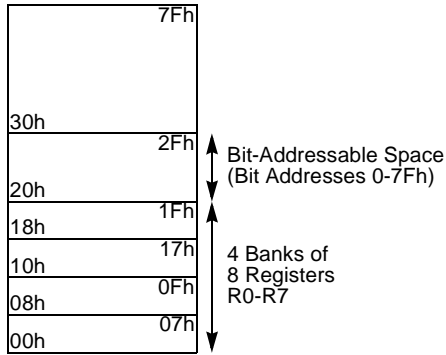 7Fh
30h
2Fh
Bit-Addressable Space
(Bit Addresses 0-7Fh)
20h
1Fh
18h
17h
4 Banks of
8 Registers
R0-R7
10h
0Fh
08h
07h
00h